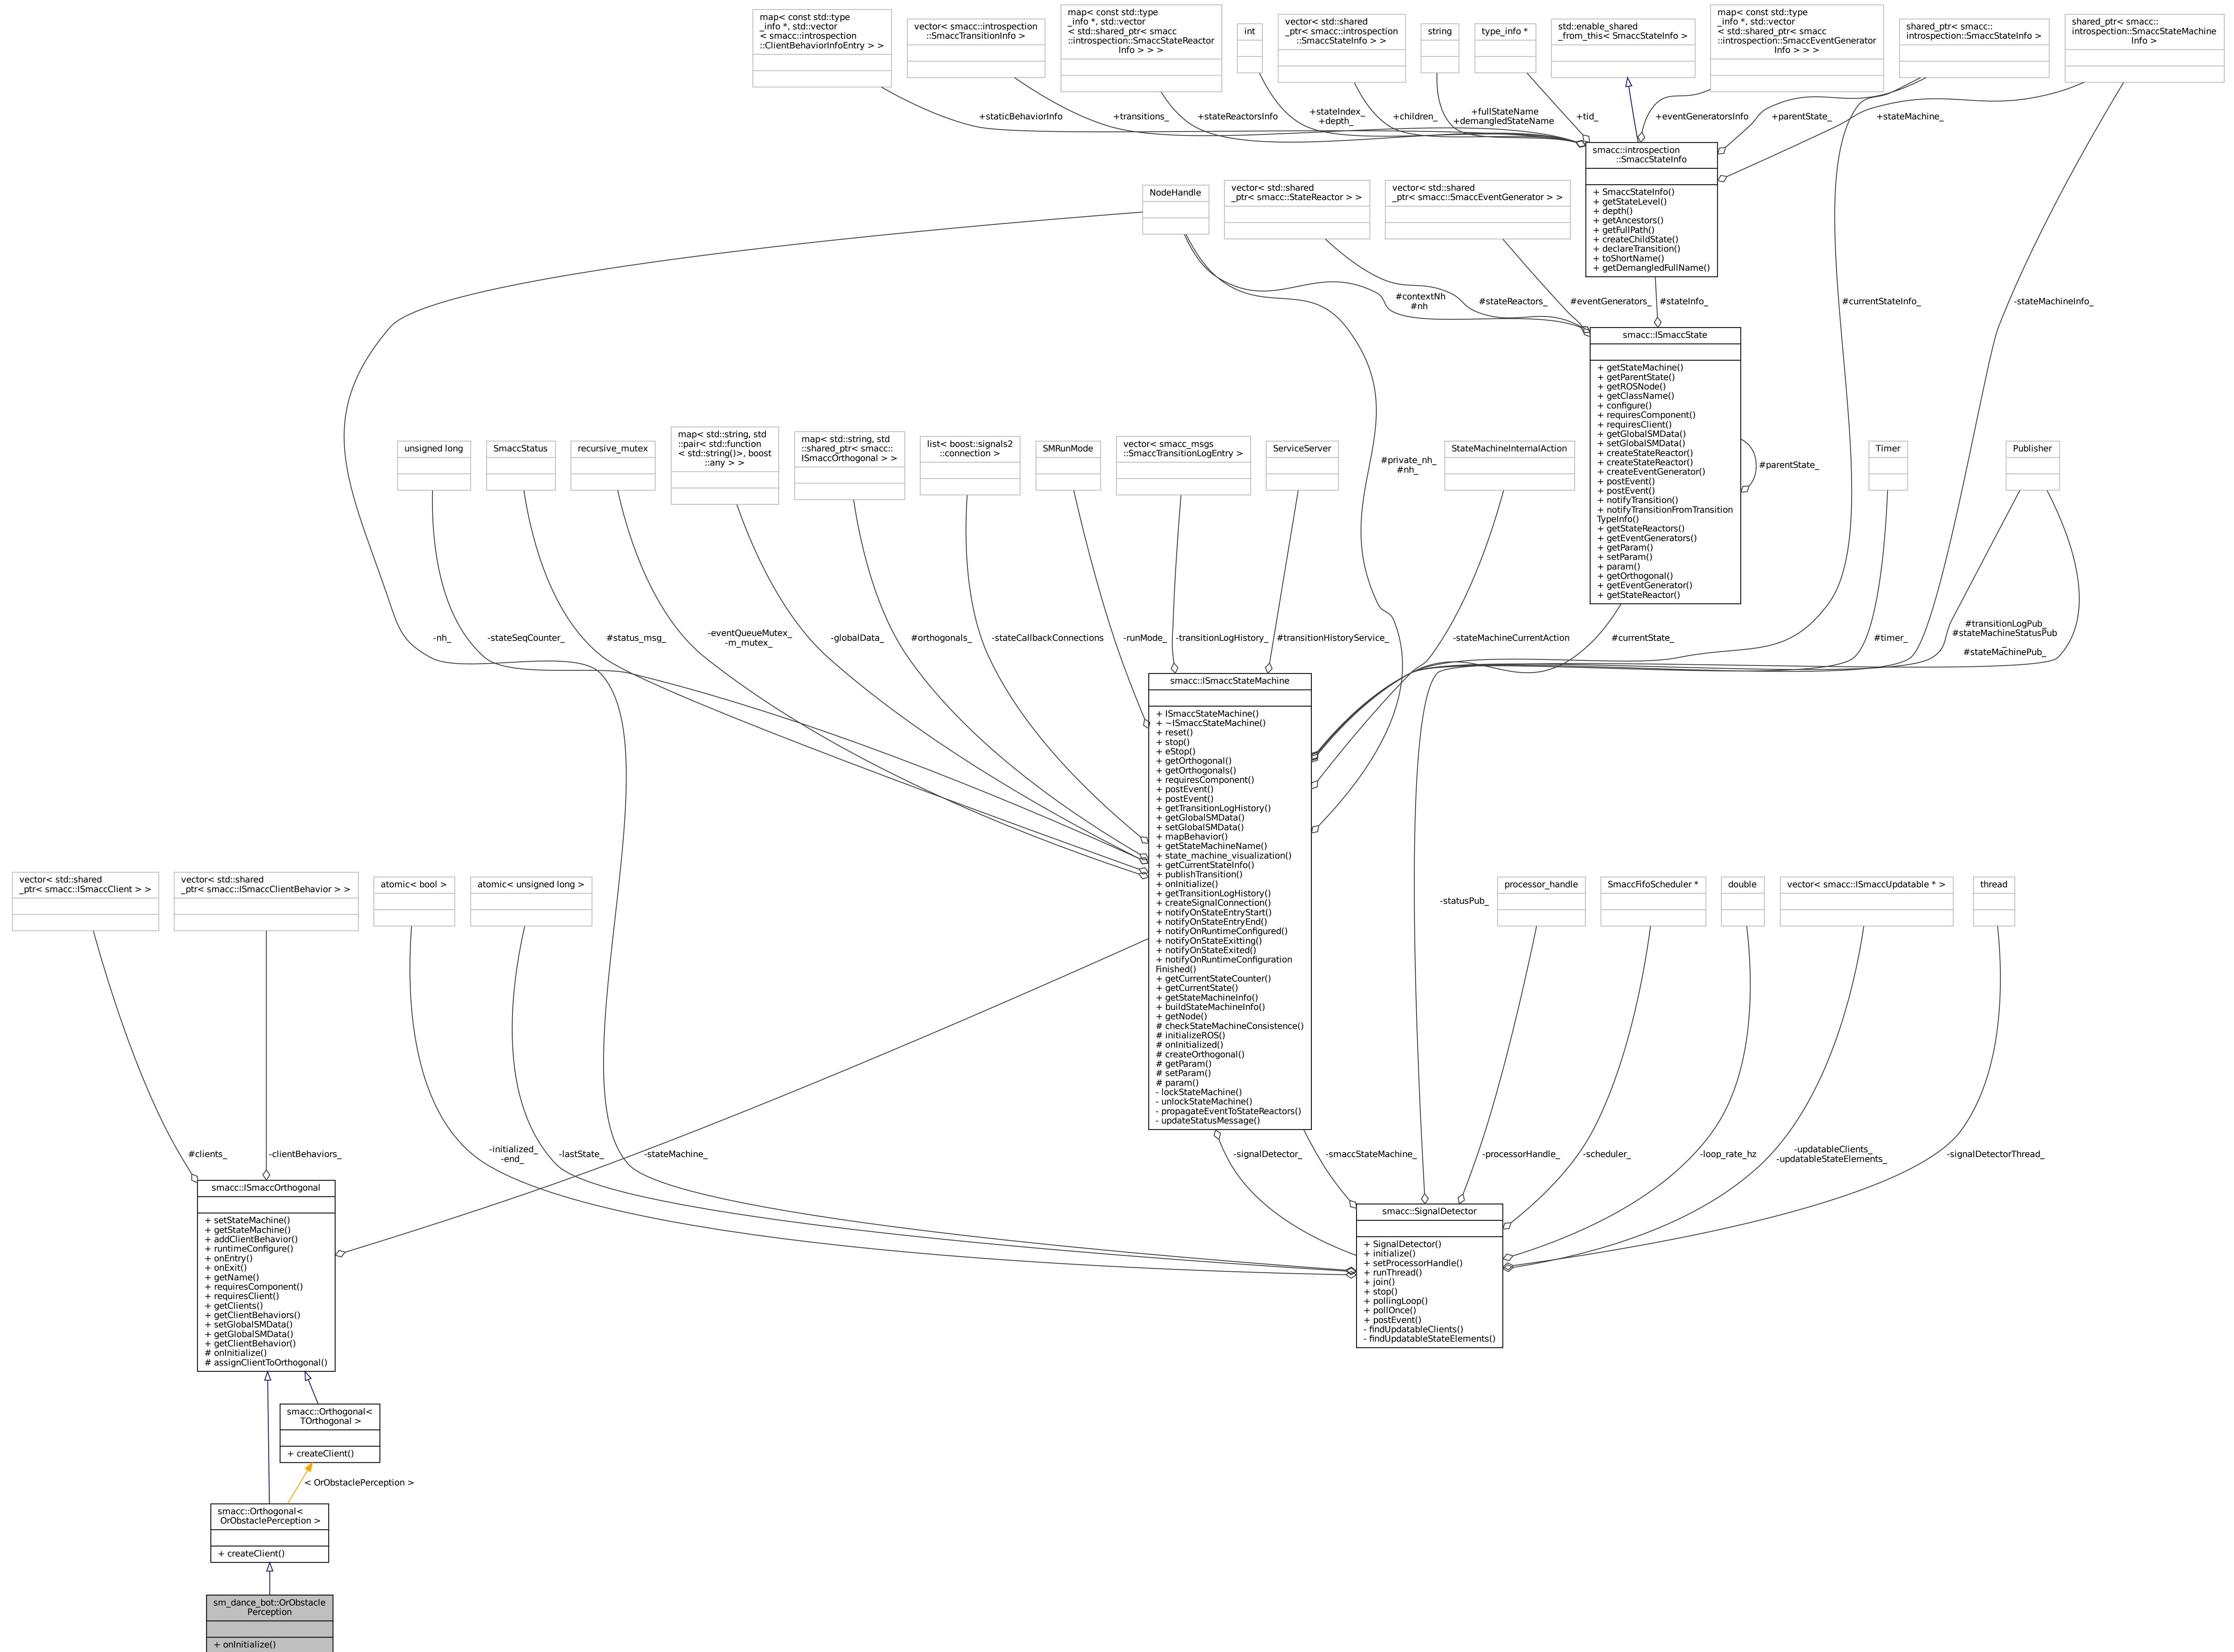 map< const std::type
_info *, std::vector
< smacc::introspection
::ClientBehaviorInfoEntry > >
vector< smacc::introspection
::SmaccTransitionInfo >
map< const std::type
_info *, std::vector
< std::shared_ptr< smacc
::introspection::SmaccStateReactor
Info > > >
int
vector< std::shared
_ptr< smacc::introspection
::SmaccStateInfo > >
string
type_info *
std::enable_shared
_from_this< SmaccStateInfo >
map< const std::type
_info *, std::vector
< std::shared_ptr< smacc
::introspection::SmaccEventGenerator
Info > > >
shared_ptr< smacc::
introspection::SmaccStateInfo >
shared_ptr< smacc::
introspection::SmaccStateMachine
Info >
+staticBehaviorInfo
+transitions_
+stateReactorsInfo
+stateIndex_
+depth_
+children_
+fullStateName
+demangledStateName
+tid_
+eventGeneratorsInfo
+parentState_
+stateMachine_
smacc::introspection
::SmaccStateInfo
+ SmaccStateInfo()
+ getStateLevel()
+ depth()
+ getAncestors()
+ getFullPath()
+ createChildState()
+ declareTransition()
+ toShortName()
+ getDemangledFullName()
NodeHandle
vector< std::shared
_ptr< smacc::StateReactor > >
vector< std::shared
_ptr< smacc::SmaccEventGenerator > >
#contextNh
#nh
#stateReactors_
#eventGenerators_
#stateInfo_
#currentStateInfo_
-stateMachineInfo_
smacc::ISmaccState
+ getStateMachine()
+ getParentState()
+ getROSNode()
+ getClassName()
+ configure()
+ requiresComponent()
+ requiresClient()
+ getGlobalSMData()
+ setGlobalSMData()
+ createStateReactor()
+ createStateReactor()
+ createEventGenerator()
+ postEvent()
+ postEvent()
+ notifyTransition()
+ notifyTransitionFromTransition
TypeInfo()
+ getStateReactors()
+ getEventGenerators()
+ getParam()
+ setParam()
+ param()
+ getOrthogonal()
+ getEventGenerator()
+ getStateReactor()
#parentState_
unsigned long
SmaccStatus
recursive_mutex
map< std::string, std
::pair< std::function
< std::string()>, boost
::any > >
map< std::string, std
::shared_ptr< smacc::
ISmaccOrthogonal > >
list< boost::signals2
::connection >
SMRunMode
vector< smacc_msgs
::SmaccTransitionLogEntry >
ServiceServer
#private_nh_
#nh_
StateMachineInternalAction
Timer
Publisher
-nh_
-stateSeqCounter_
#status_msg_
-eventQueueMutex_
-m_mutex_
-globalData_
#orthogonals_
-stateCallbackConnections
-runMode_
-transitionLogHistory_
#transitionHistoryService_
-stateMachineCurrentAction
#currentState_
#timer_
#transitionLogPub_
#stateMachineStatusPub
_
#stateMachinePub_
smacc::ISmaccStateMachine
+ ISmaccStateMachine()
+ ~ISmaccStateMachine()
+ reset()
+ stop()
+ eStop()
+ getOrthogonal()
+ getOrthogonals()
+ requiresComponent()
+ postEvent()
+ postEvent()
+ getTransitionLogHistory()
+ getGlobalSMData()
+ setGlobalSMData()
+ mapBehavior()
+ getStateMachineName()
+ state_machine_visualization()
+ getCurrentStateInfo()
+ publishTransition()
+ onInitialize()
+ getTransitionLogHistory()
+ createSignalConnection()
+ notifyOnStateEntryStart()
+ notifyOnStateEntryEnd()
+ notifyOnRuntimeConfigured()
+ notifyOnStateExitting()
+ notifyOnStateExited()
+ notifyOnRuntimeConfiguration
Finished()
+ getCurrentStateCounter()
+ getCurrentState()
+ getStateMachineInfo()
+ buildStateMachineInfo()
+ getNode()
# checkStateMachineConsistence()
# initializeROS()
# onInitialized()
# createOrthogonal()
# getParam()
# setParam()
# param()
- lockStateMachine()
- unlockStateMachine()
- propagateEventToStateReactors()
- updateStatusMessage()
vector< std::shared
_ptr< smacc::ISmaccClient > >
vector< std::shared
_ptr< smacc::ISmaccClientBehavior > >
atomic< bool >
atomic< unsigned long >
-statusPub_
processor_handle
SmaccFifoScheduler *
double
vector< smacc::ISmaccUpdatable * >
thread
#clients_
-clientBehaviors_
-initialized_
-end_
-lastState_
-stateMachine_
-signalDetector_
-smaccStateMachine_
-processorHandle_
-scheduler_
-loop_rate_hz
-updatableClients_
-updatableStateElements_
-signalDetectorThread_
smacc::ISmaccOrthogonal
+ setStateMachine()
+ getStateMachine()
+ addClientBehavior()
+ runtimeConfigure()
+ onEntry()
+ onExit()
+ getName()
+ requiresComponent()
+ requiresClient()
+ getClients()
+ getClientBehaviors()
+ setGlobalSMData()
+ getGlobalSMData()
+ getClientBehavior()
# onInitialize()
# assignClientToOrthogonal()
smacc::SignalDetector
+ SignalDetector()
+ initialize()
+ setProcessorHandle()
+ runThread()
+ join()
+ stop()
+ pollingLoop()
+ pollOnce()
+ postEvent()
- findUpdatableClients()
- findUpdatableStateElements()
smacc::Orthogonal<
TOrthogonal >
+ createClient()
< OrObstaclePerception >
smacc::Orthogonal<
OrObstaclePerception >
+ createClient()
sm_dance_bot::OrObstacle
Perception
+ onInitialize()